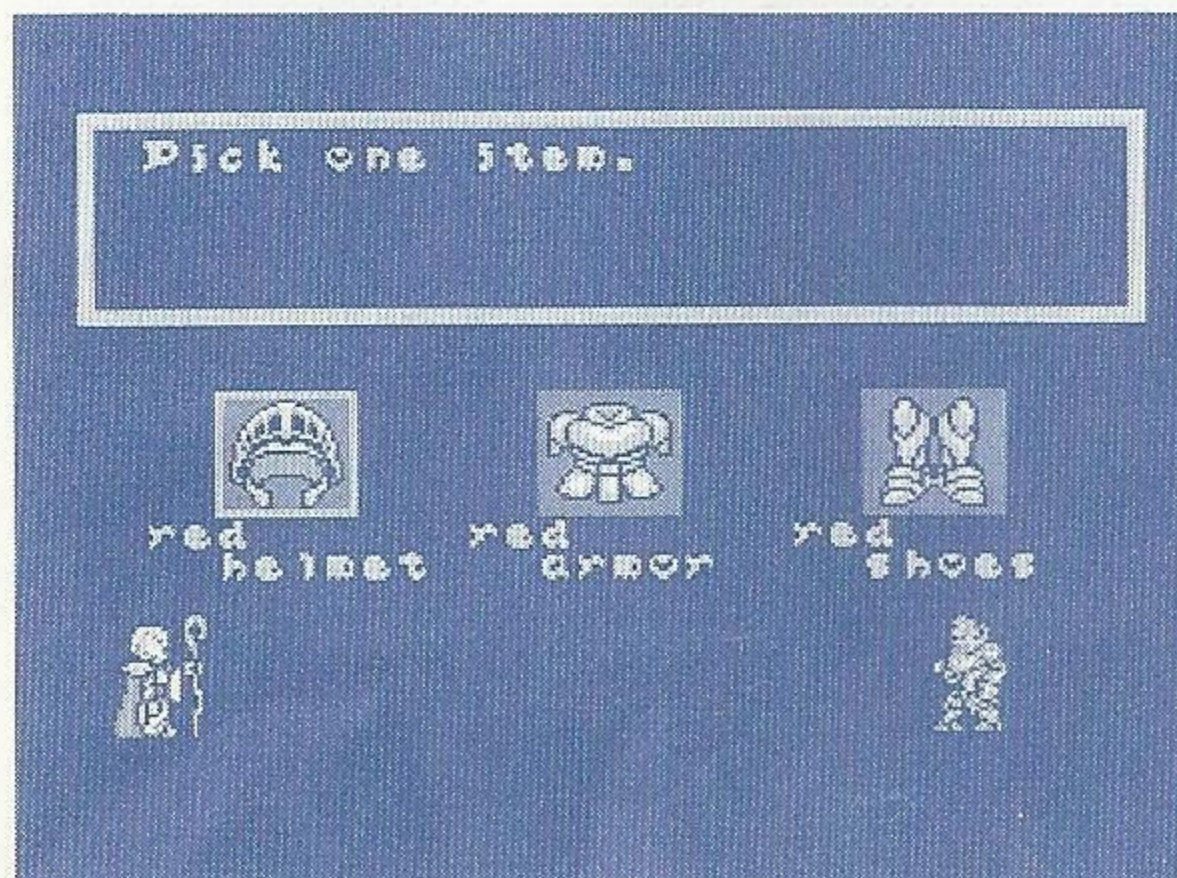 Pick one item.
red
helmet
red
armor
red
shoes